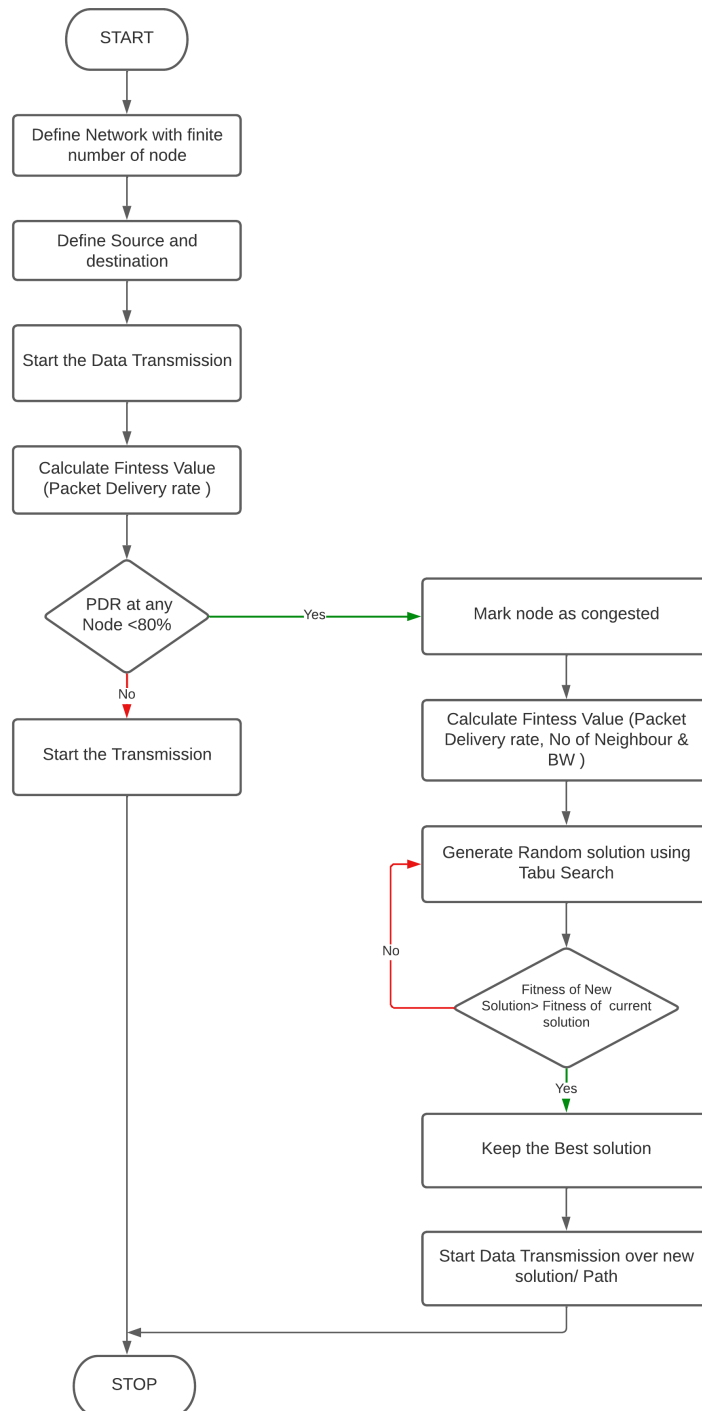 START
Define Network with finite
number of node
Define Source and
destination
Start the Data Transmission
Calculate Fintess Value
(Packet Delivery rate )
PDR at any
Node <80%
Yes
No
Start the Transmission
Mark node as congested
Calculate Fintess Value (Packet
Delivery rate, No of Neighbour &
BW )
Generate Random solution using
Tabu Search
No
Fitness of New
Solution> Fitness of  current
solution
Yes
Keep the Best solution
Start Data Transmission over new
solution/ Path
STOP